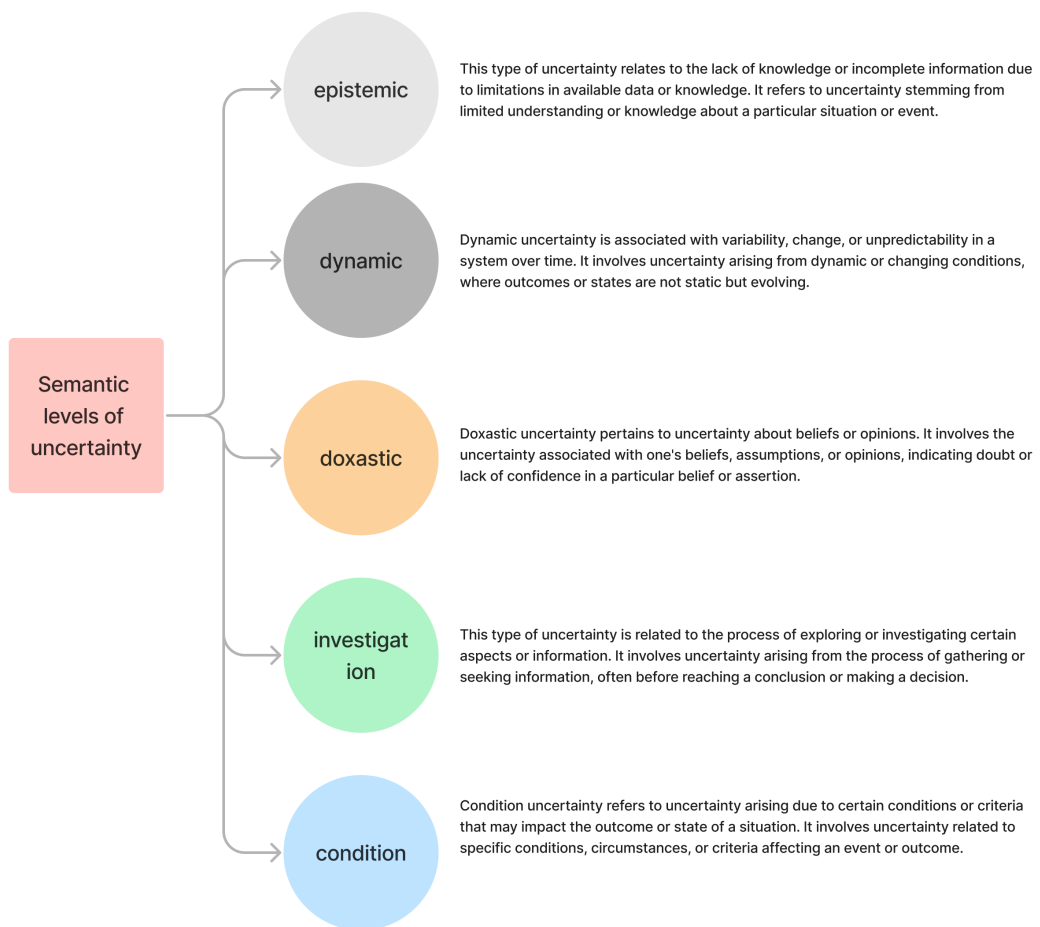 epistemic
This type of uncertainty relates to the lack of knowledge or incomplete information due
to limitations in available data or knowledge. It refers to uncertainty stemming from
limited understanding or knowledge about a particular situation or event.
dynamic
Dynamic uncertainty is associated with variability, change, or unpredictability in a
system over time. It involves uncertainty arising from dynamic or changing conditions,
where outcomes or states are not static but evolving.
Semantic
levels of
uncertainty
doxastic
Doxastic uncertainty pertains to uncertainty about beliefs or opinions. It involves the
uncertainty associated with one's beliefs, assumptions, or opinions, indicating doubt or
lack of confidence in a particular belief or assertion.
investigat
ion
This type of uncertainty is related to the process of exploring or investigating certain
aspects or information. It involves uncertainty arising from the process of gathering or
seeking information, often before reaching a conclusion or making a decision.
condition
Condition uncertainty refers to uncertainty arising due to certain conditions or criteria
that may impact the outcome or state of a situation. It involves uncertainty related to
specific conditions, circumstances, or criteria affecting an event or outcome.